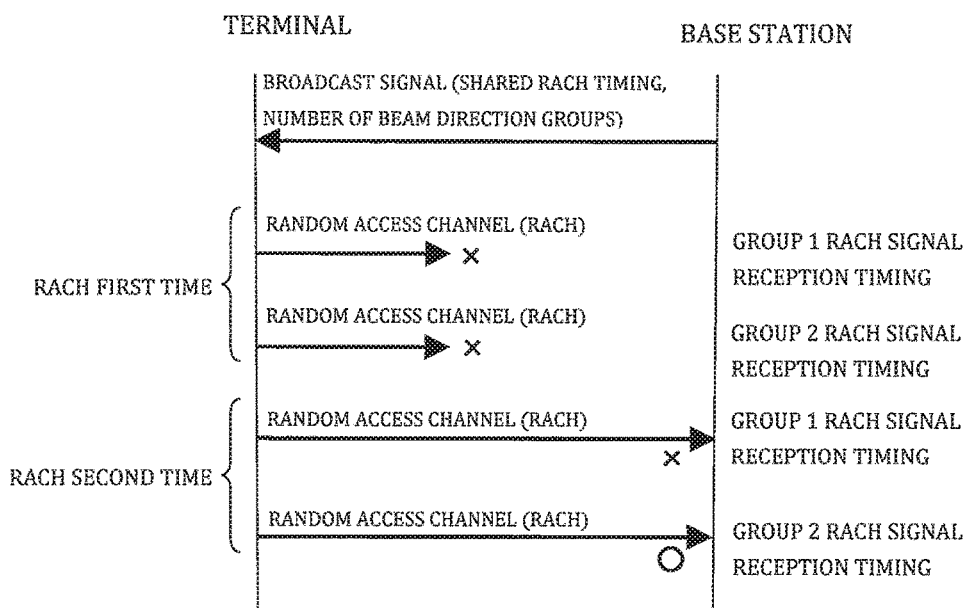 TERMINAL
BASE STATION
BROADCAST SIGNAL (SHARED RACH TIMING,
NUMBER OF BEAM DIRECTION GROUPS)
RACH FIRST TIME
RANDOM ACCESS CHANNEL (RACH)
×
GROUP 1 RACH SIGNAL
RECEPTION TIMING
RANDOM ACCESS CHANNEL (RACH)
×
GROUP 2 RACH SIGNAL
RECEPTION TIMING
RACH SECOND TIME
RANDOM ACCESS CHANNEL (RACH)
×
GROUP 1 RACH SIGNAL
RECEPTION TIMING
RANDOM ACCESS CHANNEL (RACH)
GROUP 2 RACH SIGNAL
RECEPTION TIMING